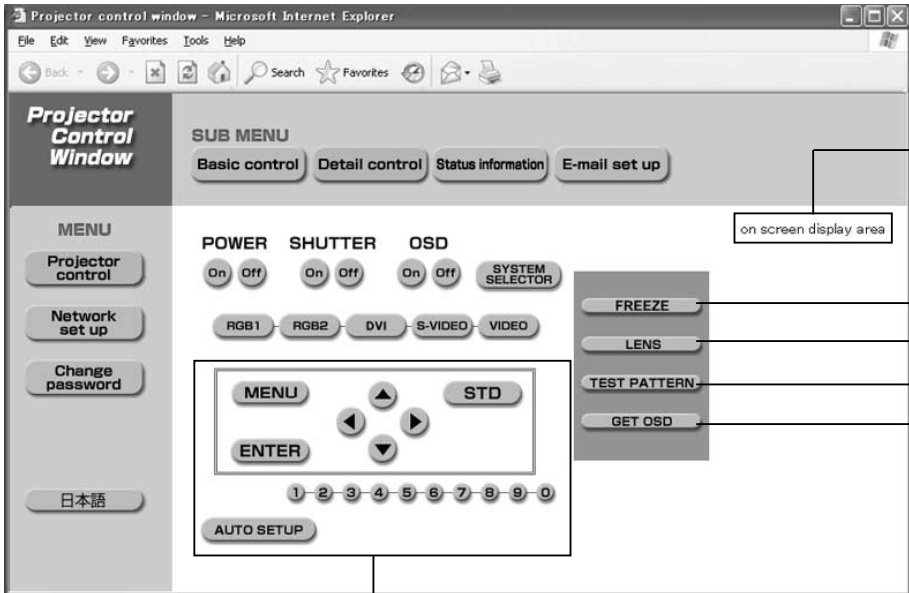 Projector control window - Microsoft Internet Explorer
File Edit View Favorites Tools Help
Back Search Favorites
Projector
Control
Window
SUB MENU
Basic control Detail control Status information E-mail set up
on screen display area
MENU
Projector
control
Network
set up
Change
password
日本語
POWER SHUTTER OSD
On Off On Off On Off SYSTEM
SELECTOR
RGB1 RGB2 DVI S-VIDEO VIDEO
FREEZE
LENS
TEST PATTERN
GET OSD
MENU STD
ENTER
1 2 3 4 5 6 7 8 9 0
AUTO SETUP